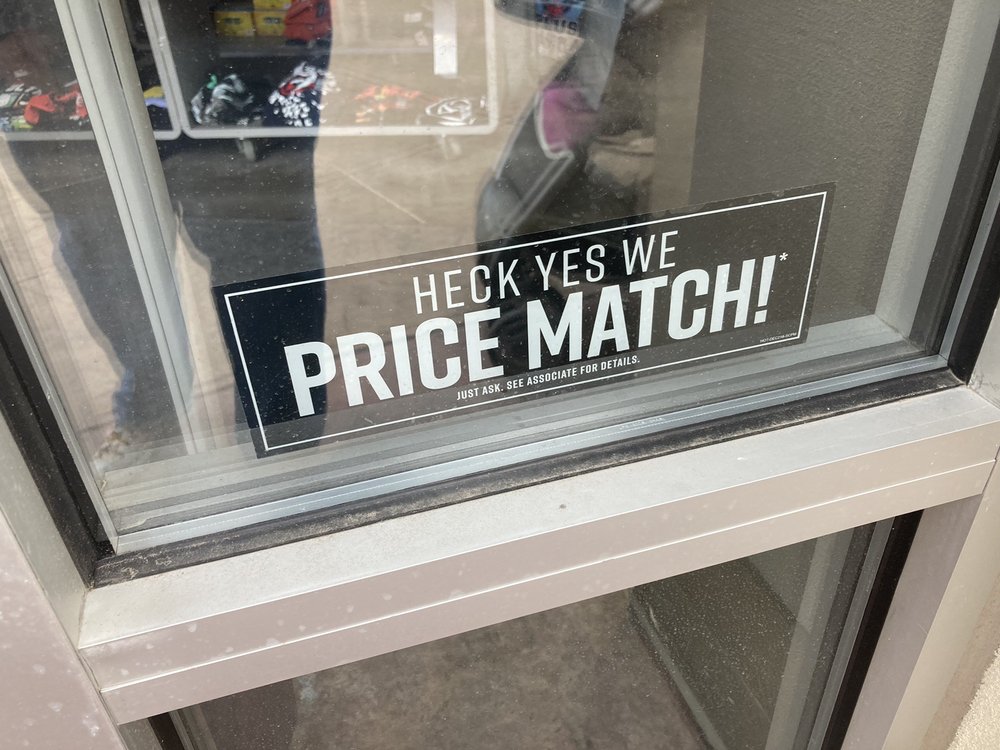 HECK YES WE
PRICE MATCH!*
JUST ASK. SEE ASSOCIATE FOR DETAILS.